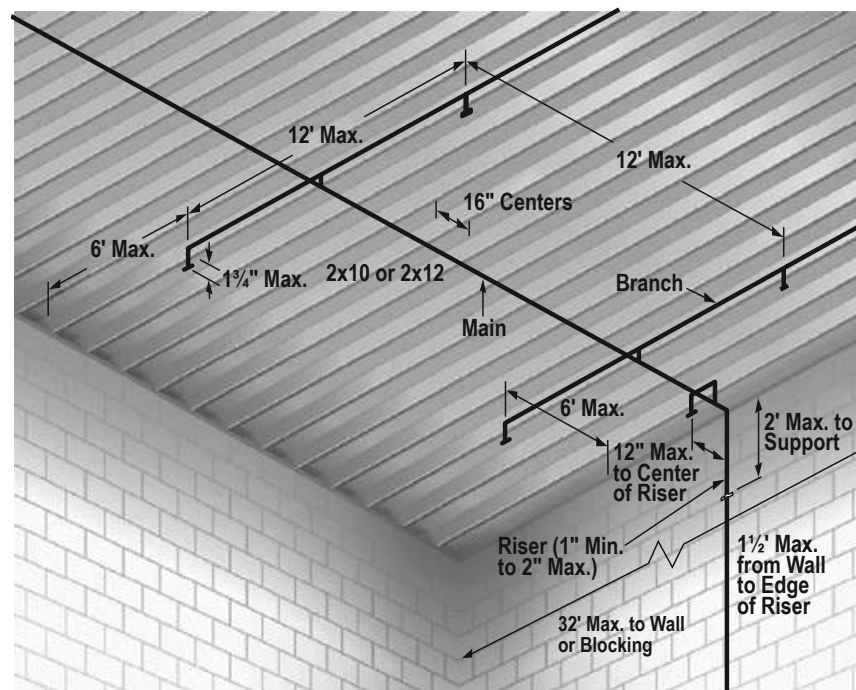 12' Max.
12' Max.
16" Centers
6' Max.
1¾" Max.
2x10 or 2x12
Branch
Main
6' Max.
2' Max. to
Support
12" Max.
to Center
of Riser
Riser (1" Min.
to 2" Max.)
1½' Max.
from Wall
to Edge
of Riser
32' Max. to Wall
or Blocking